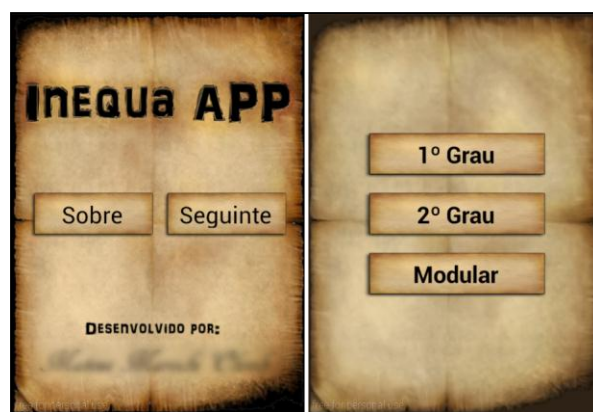 InEqua APP
Sobre
Seguinte
Desenvolvido por:
1º Grau
2º Grau
Modular